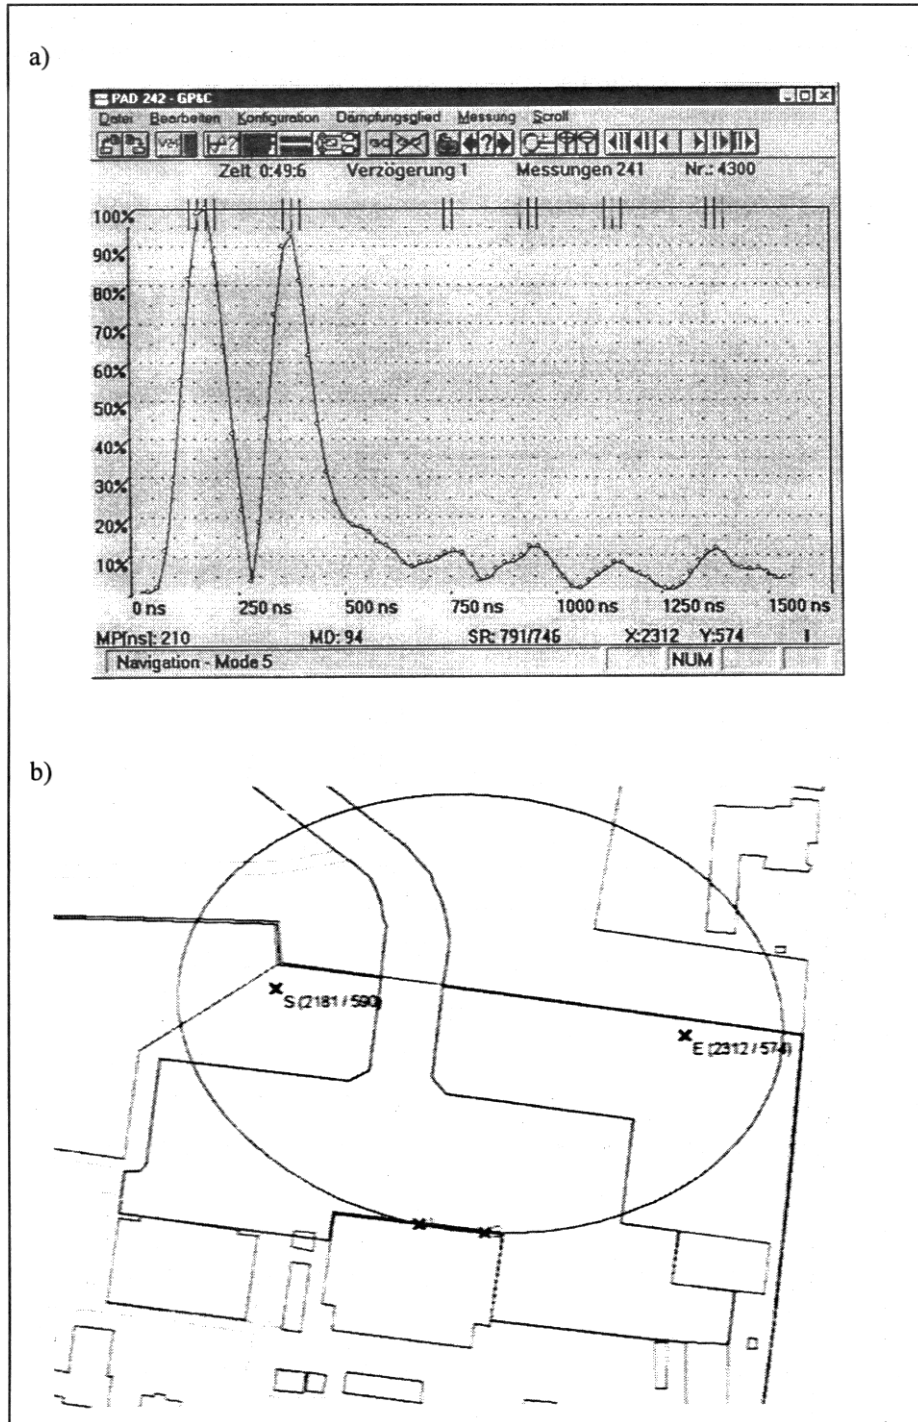 a)
PAD 242 - GP&C
Datei Bearbeiten Konfiguration Dämpfungsglied Messung Scroll
Zeit 0:49:6 Verzögerung 1 Messungen 241 Nr.: 4300
100%
90%
80%
70%
60%
50%
40%
30%
20%
10%
0 ns 250 ns 500 ns 750 ns 1000 ns 1250 ns 1500 ns
MP[ns]: 210 MD: 94 SR: 791/746 X:2312 Y:574
Navigation - Mode 5 NUM
b)
S (2181 / 590)
E (2312 / 574)